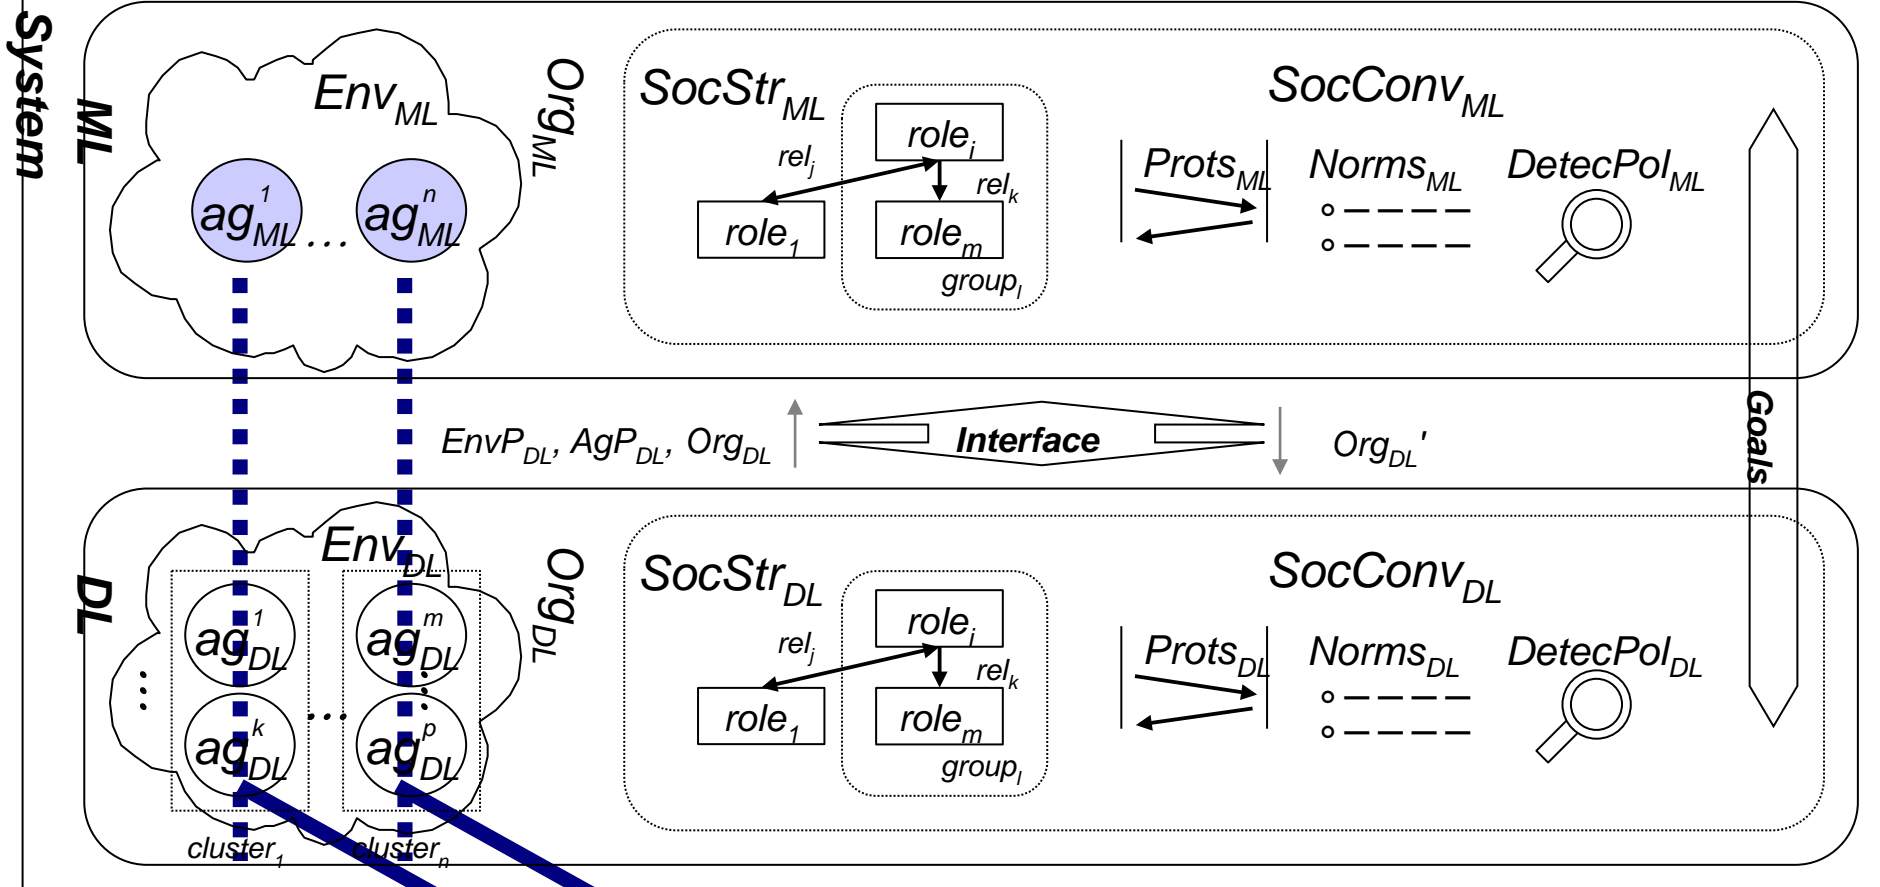 System
ML
Env_ML
ag^1_ML ... ag^n_ML
Org_ML
SocStr_ML
role_i
rel_j
rel_k
role_1
role_m
group_l
SocConv_ML
Prots_ML
Norms_ML
DetecPol_ML
EnvP_DL, AgP_DL, Org_DL
Interface
Org_DL'
Goals
DL
Env_DL
ag^1_DL
ag^m_DL
...
...
ag^k_DL ... ag^p_DL
cluster_1
cluster_n
Org_DL
SocStr_DL
role_i
rel_j
rel_k
role_1
role_m
group_l
SocConv_DL
Prots_DL
Norms_DL
DetecPol_DL